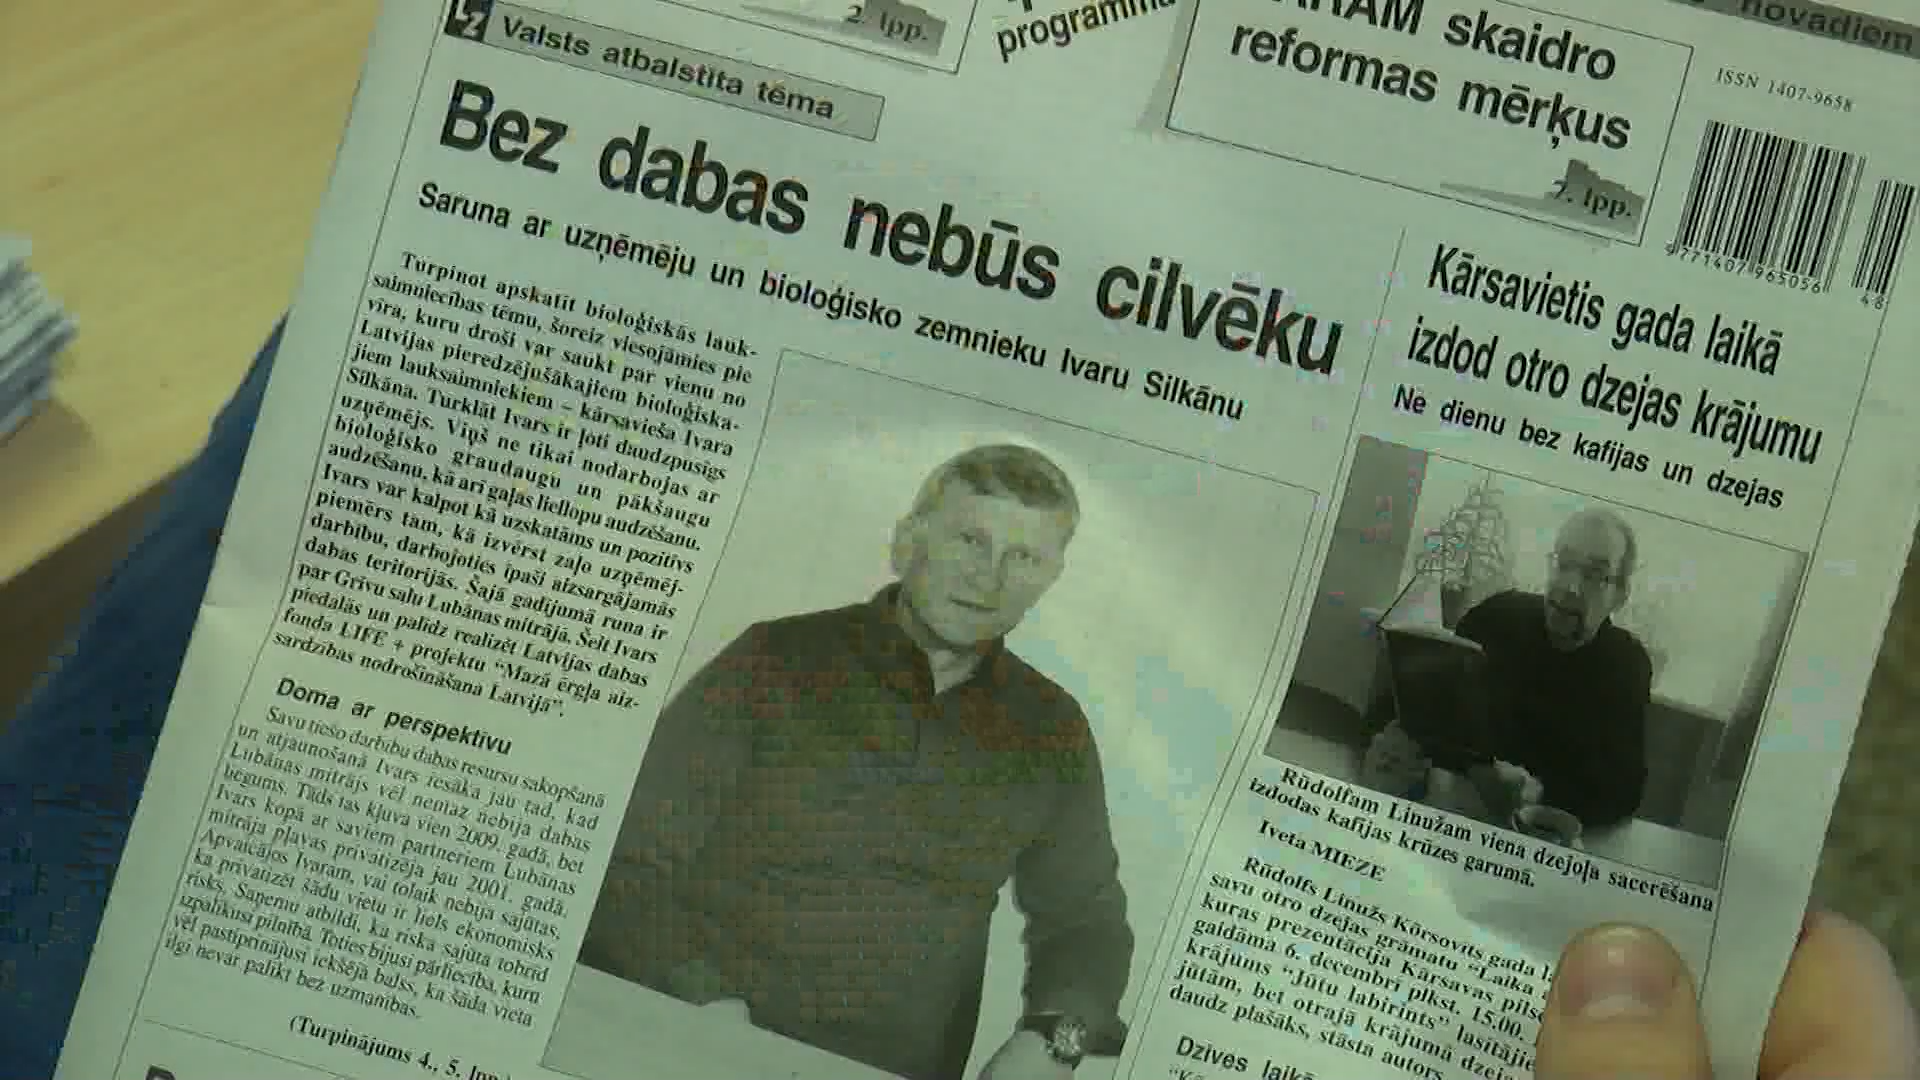 novadiem
2. lpp.
programma
skaidro
reformas mērķus
7. lpp.
ISSN 1407-9658
9 771407 965056
48
LZ
Valsts atbalstīta tēma
Bez dabas nebūs cilvēku
Saruna ar uzņēmēju un bioloģisko zemnieku Ivaru Silkānu
Turpinot apskatīt bioloģiskās lauk-
saimniecības tēmu, šoreiz viesojāmies pie
vīra, kuru droši var saukt par vienu no
Latvijas pieredzējušākajiem bioloģiska-
jiem lauksaimniekiem – kārsavieša Ivara
Silkāna. Turklāt Ivars ir ļoti daudzpusīgs
uzņēmējs. Viņš ne tikai nodarbojas ar
bioloģisko graudaugu un pākšaugu
audzēšanu, kā arī gaļas liellopu audzēšanu.
Ivars var kalpot kā uzskatāms un pozitīvs
piemērs tam, kā izvērst zaļo uzņēmēj-
darbību, darbojoties īpaši aizsargājamās
dabas teritorijās. Šajā gadījumā runa ir
par Grīvu salu Lubānas mitrājā. Šeit Ivars
piedalās un palīdz realizēt Latvijas dabas
fonda LIFE + projektu “Mazā ērgļa aiz-
sardzības nodrošināšana Latvijā”.
Doma ar perspektīvu
Savu tiešo darbību dabas resursu sakopšanā
un atjaunošanā Ivars iesāka jau tad, kad
Lubānas mitrājs vēl nemaz nebija dabas
liegums. Tāds tas kļuva vien 2009. gadā, bet
Ivars kopā ar saviem partneriem Lubānas
mitrāja pļavas privatizēja jau 2001. gadā.
Apvaicājos Ivaram, vai tolaik nebija sajūtas,
ka privatizēt šādu vietu ir liels ekonomisks
risks. Saņemu atbildi, ka riska sajūta tobrīd
izpalikusi pilnībā. Toties bijusi pārliecība, kuru
vēl pastiprinājusi iekšējā balss, ka šāda vieta
ilgi nevar palikt bez uzmanības.
(Turpinājums 4., 5. lpp.
Kārsavietis gada laikā
izdod otro dzejas krājumu
Ne dienu bez kafijas un dzejas
Rūdolfam Linužam viena dzejoļa sacerēšana
izdodas kafijas krūzes garumā.
Iveta MIEZE
Rūdolfs Linužs Kōrsovits gada
savu otro dzejas grāmatu “Laika
kuras prezentācija Kārsavas
gaidāma 6. decembrī plkst. 15.00.
krājums “Jūtu labirints”
jūtām, bet otrajā krājumā
daudz plašāks, stāsta autors.
Dzīves